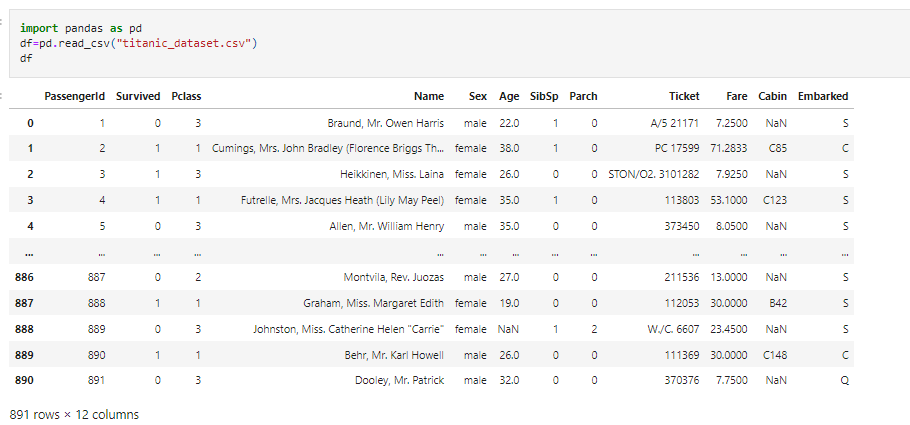 import pandas as pd
df=pd.read_csv("titanic_dataset.csv")
df
PassengerId Survived Pclass Name Sex Age SibSp Parch Ticket Fare Cabin Embarked
0 1 0 3 Braund, Mr. Owen Harris male 22.0 1 0 A/5 21171 7.2500 NaN S
1 2 1 1 Cumings, Mrs. John Bradley (Florence Briggs Th... female 38.0 1 0 PC 17599 71.2833 C85 C
2 3 1 3 Heikkinen, Miss. Laina female 26.0 0 0 STON/O2. 3101282 7.9250 NaN S
3 4 1 1 Futrelle, Mrs. Jacques Heath (Lily May Peel) female 35.0 1 0 113803 53.1000 C123 S
4 5 0 3 Allen, Mr. William Henry male 35.0 0 0 373450 8.0500 NaN S
... ... ... ... ... ... ... ... ... ... ... ... ...
886 887 0 2 Montvila, Rev. Juozas male 27.0 0 0 211536 13.0000 NaN S
887 888 1 1 Graham, Miss. Margaret Edith female 19.0 0 0 112053 30.0000 B42 S
888 889 0 3 Johnston, Miss. Catherine Helen "Carrie" female NaN 1 2 W./C. 6607 23.4500 NaN S
889 890 1 1 Behr, Mr. Karl Howell male 26.0 0 0 111369 30.0000 C148 C
890 891 0 3 Dooley, Mr. Patrick male 32.0 0 0 370376 7.7500 NaN Q
891 rows × 12 columns